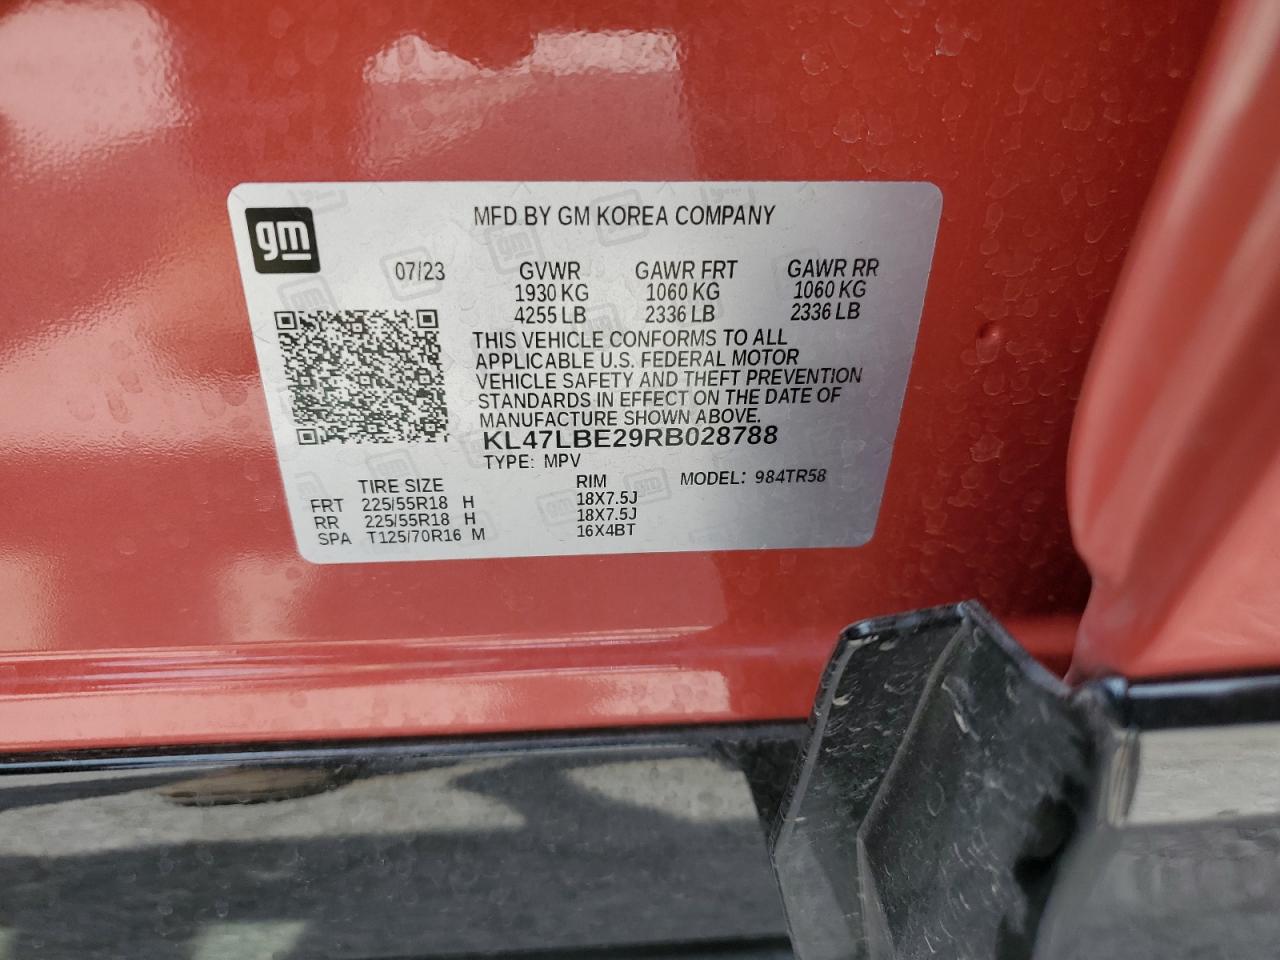 gm
MFD BY GM KOREA COMPANY
07/23 GVWR GAWR FRT GAWR RR
1930 KG 1060 KG 1060 KG
4255 LB 2336 LB 2336 LB
THIS VEHICLE CONFORMS TO ALL
APPLICABLE U.S. FEDERAL MOTOR
VEHICLE SAFETY AND THEFT PREVENTION
STANDARDS IN EFFECT ON THE DATE OF
MANUFACTURE SHOWN ABOVE.
KL47LBE29RB028788
TYPE: MPV
TIRE SIZE RIM MODEL: 984TR58
FRT 225/55R18 H 18X7.5J
RR 225/55R18 H 18X7.5J
SPA T125/70R16 M 16X4BT